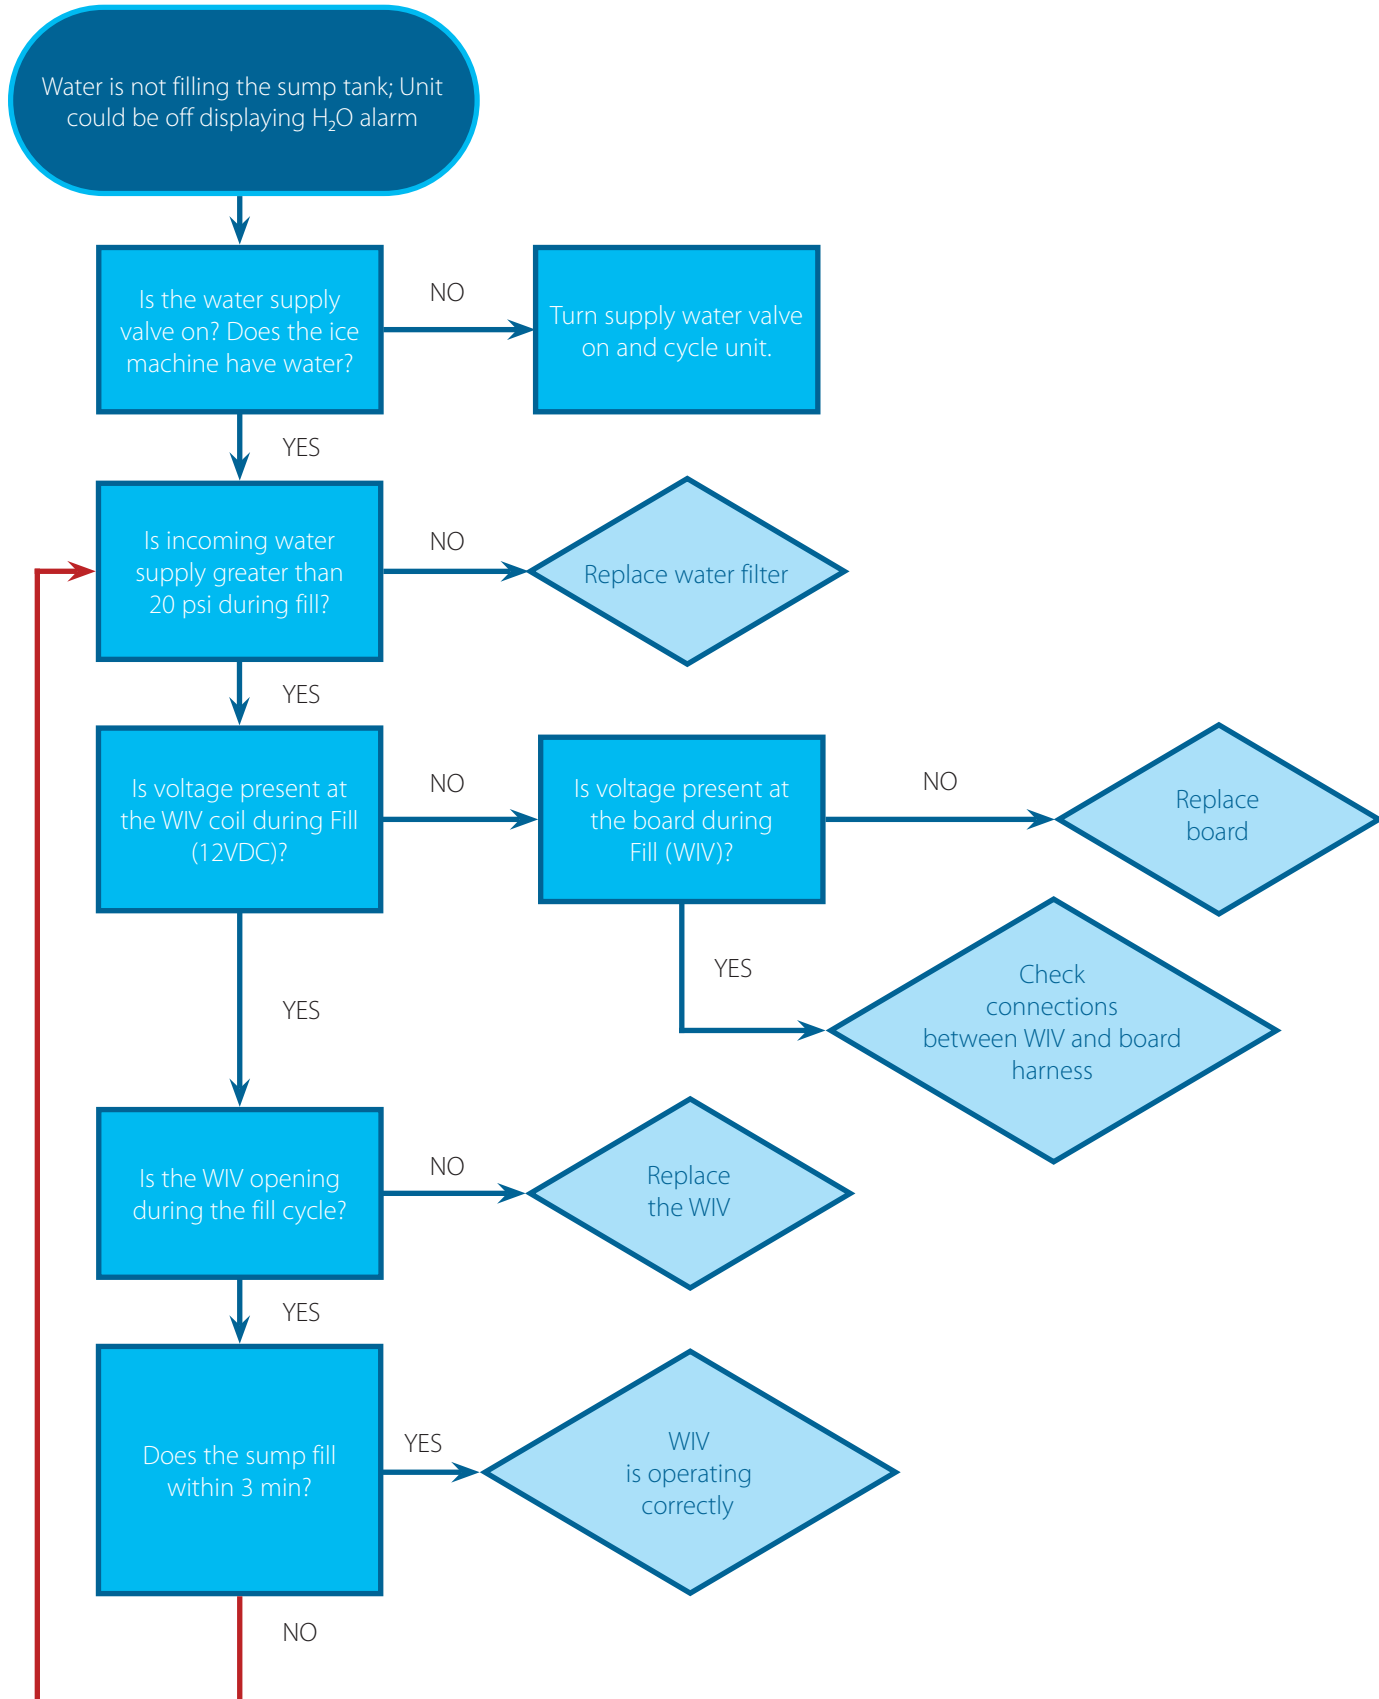 Water is not filling the sump tank; Unit
could be off displaying H₂O alarm
Is the water supply
valve on? Does the ice
machine have water?
NO
Turn supply water valve
on and cycle unit.
YES
Is incoming water
supply greater than
20 psi during fill?
NO
Replace water filter
YES
Is voltage present at
the WIV coil during Fill
(12VDC)?
NO
Is voltage present at
the board during
Fill (WIV)?
NO
Replace
board
YES
Check
connections
between WIV and board
harness
YES
Is the WIV opening
during the fill cycle?
NO
Replace
the WIV
YES
Does the sump fill
within 3 min?
YES
WIV
is operating
correctly
NO